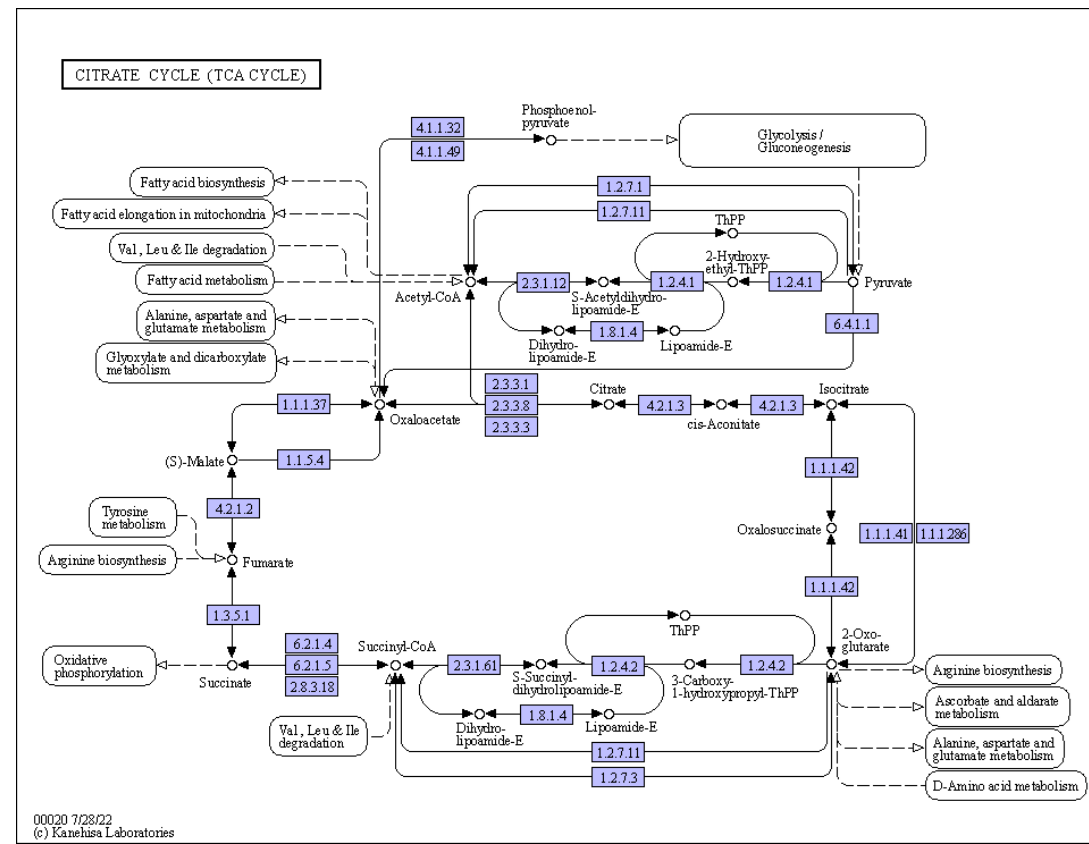 CITRATE CYCLE (TCA CYCLE)
Phosphoenol-
pyruvate
4.1.1.32
4.1.1.49
Glycolysis /
Gluconeogenesis
Fatty acid biosynthesis
Fatty acid elongation in mitochondria
Val, Leu & Ile degradation
Fatty acid metabolism
1.2.7.1
1.2.7.11
ThPP
2-Hydroxy-
ethyl-ThPP
Acetyl-CoA
2.3.1.12
S-Acetyldihydro-
lipoamide-E
1.2.4.1
1.2.4.1
Pyruvate
Dihydro-
lipoamide-E
1.8.1.4
Lipoamide-E
6.4.1.1
Alanine, aspartate and
glutamate metabolism
Glyoxylate and dicarboxylate
metabolism
1.1.1.37
Oxaloacetate
2.3.3.1
2.3.3.8
2.3.3.3
Citrate
4.2.1.3
cis-Aconitate
4.2.1.3
Isocitrate
(S)-Malate
1.1.5.4
1.1.1.42
4.2.1.2
Tyrosine
metabolism
Oxalosuccinate
1.1.1.41
1.1.1.286
Arginine biosynthesis
Fumarate
1.1.1.42
1.3.5.1
ThPP
2-Oxo-
glutarate
Oxidative
phosphorylation
Succinate
6.2.1.4
6.2.1.5
2.8.3.18
Succinyl-CoA
2.3.1.61
S-Succinyl-
dihydrolipoamide-E
1.2.4.2
3-Carboxy-
1-hydroxypropyl-ThPP
1.2.4.2
Arginine biosynthesis
Ascorbate and aldarate
metabolism
Val, Leu & Ile
degradation
Dihydro-
lipoamide-E
1.8.1.4
Lipoamide-E
1.2.7.11
1.2.7.3
Alanine, aspartate and
glutamate metabolism
D-Amino acid metabolism
00020 7/28/22
(c) Kanehisa Laboratories